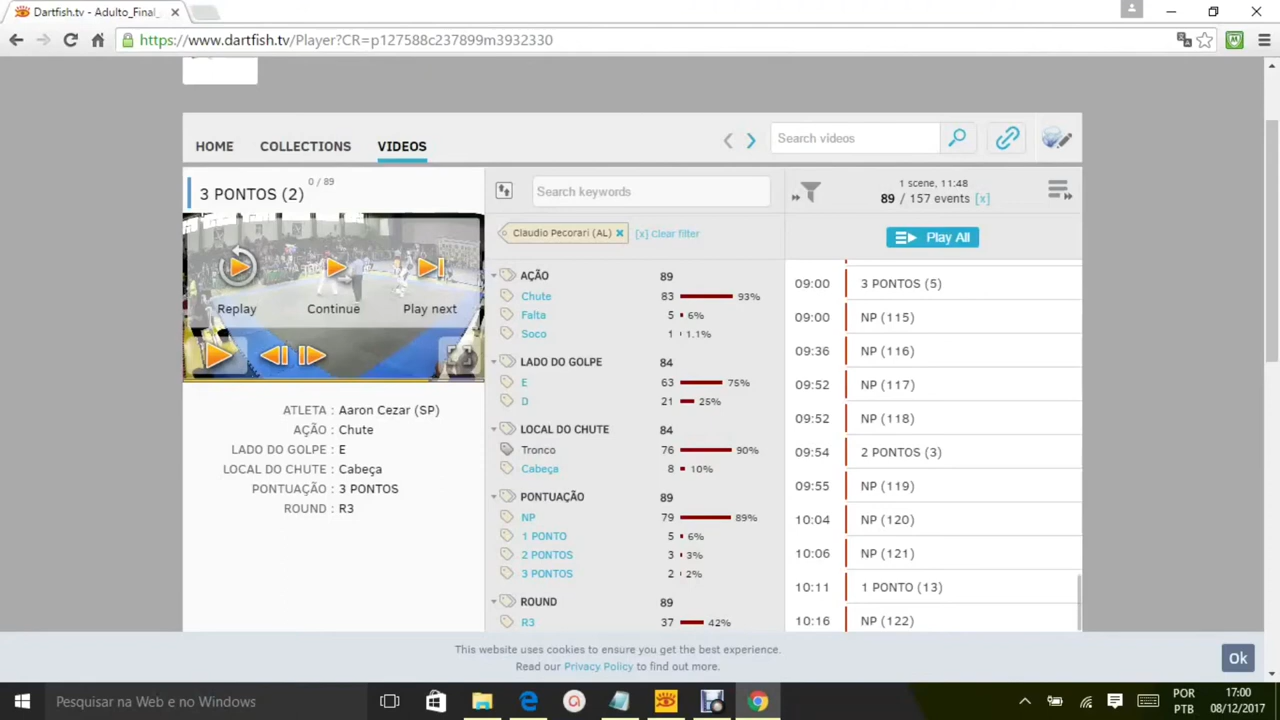 Dartfish.tv - Adulto_Final_
https://www.dartfish.tv/Player?CR=p127588c237899m3932330
HOME COLLECTIONS VIDEOS
Search videos
3 PONTOS (2)
0 / 89
Replay
Continue
Play next
ATLETA : Aaron Cezar (SP)
AÇÃO : Chute
LADO DO GOLPE : E
LOCAL DO CHUTE : Cabeça
PONTUAÇÃO : 3 PONTOS
ROUND : R3
Search keywords
Claudio Pecorari (AL) x [x] Clear filter
AÇÃO 89
Chute 83 93%
Falta 5 6%
Soco 1 1.1%
LADO DO GOLPE 84
E 63 75%
D 21 25%
LOCAL DO CHUTE 84
Tronco 76 90%
Cabeça 8 10%
PONTUAÇÃO 89
NP 79 89%
1 PONTO 5 6%
2 PONTOS 3 3%
3 PONTOS 2 2%
ROUND 89
R3 37 42%
1 scene, 11:48
89 / 157 events [x]
Play All
09:00 3 PONTOS (5)
09:00 NP (115)
09:36 NP (116)
09:52 NP (117)
09:52 NP (118)
09:54 2 PONTOS (3)
09:55 NP (119)
10:04 NP (120)
10:06 NP (121)
10:11 1 PONTO (13)
10:16 NP (122)
This website uses cookies to ensure you get the best experience.
Read our Privacy Policy to find out more.
Ok
Pesquisar na Web e no Windows
POR
PTB
17:00
08/12/2017